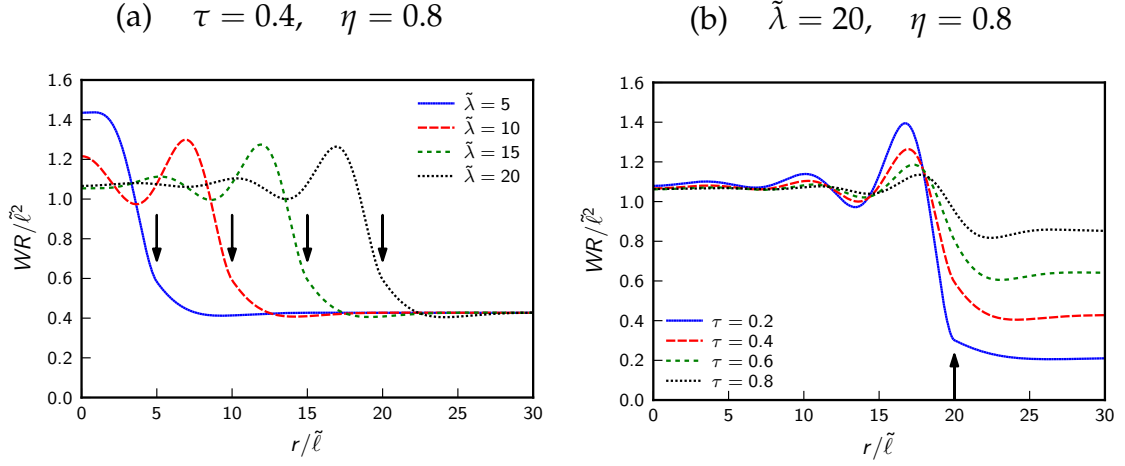 (a) τ = 0.4, η = 0.8
1.6
1.4
1.2
1.0
0.8
0.6
0.4
0.2
0.0
WR/ℓ̃²
λ̃ = 5
λ̃ = 10
λ̃ = 15
λ̃ = 20
0 5 10 15 20 25 30
r/ℓ̃
(b) λ̃ = 20, η = 0.8
1.6
1.4
1.2
1.0
0.8
0.6
0.4
0.2
0.0
WR/ℓ̃²
τ = 0.2
τ = 0.4
τ = 0.6
τ = 0.8
0 5 10 15 20 25 30
r/ℓ̃